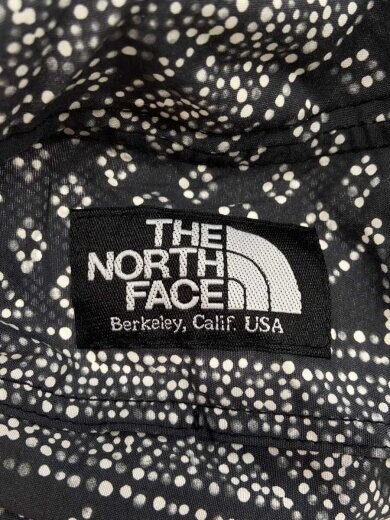 THE
NORTH
FACE
Berkeley, Calif. USA